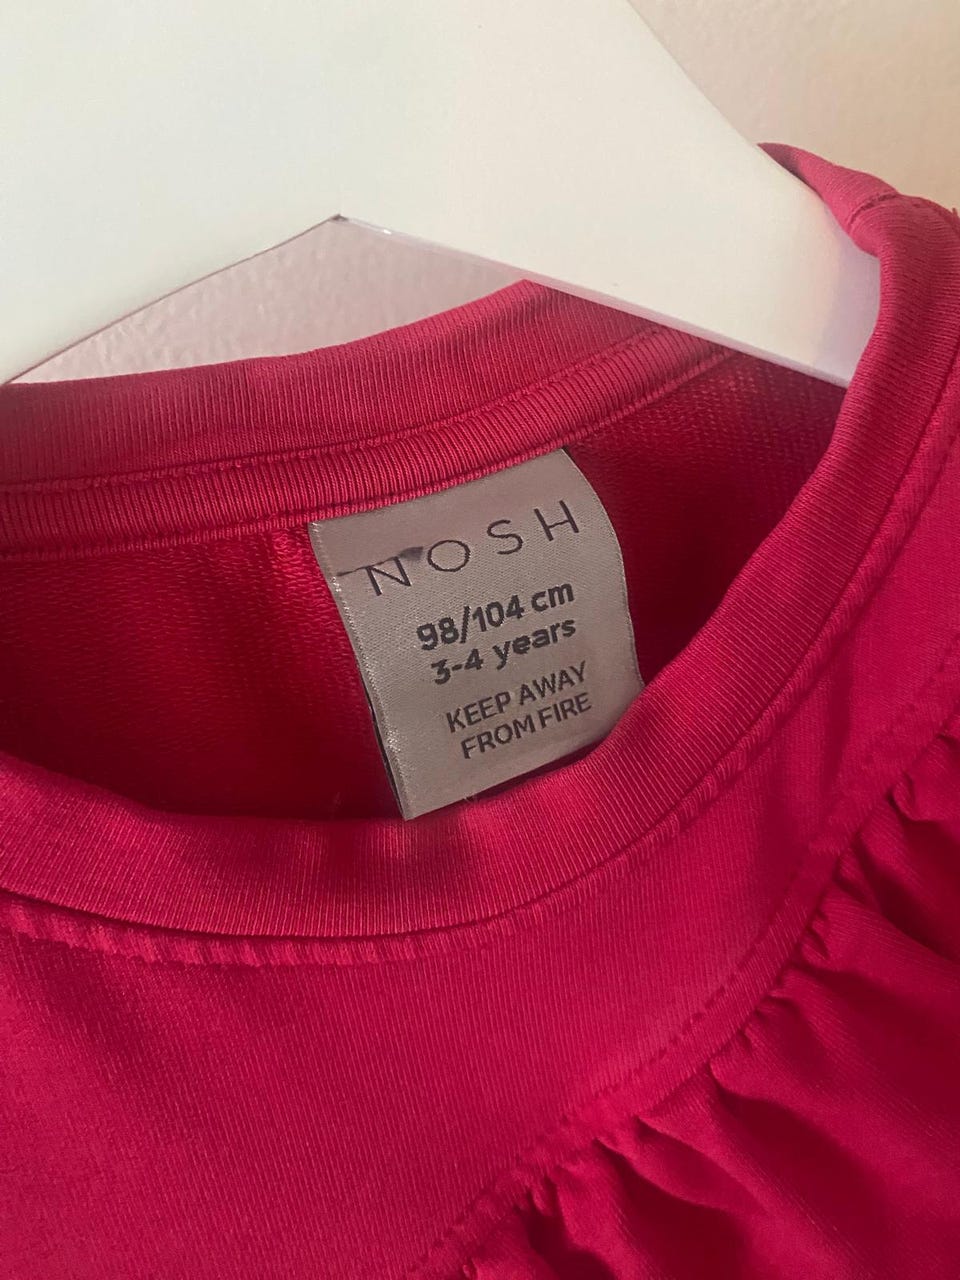 NOSH
98/104 cm
3-4 years
KEEP AWAY
FROM FIRE